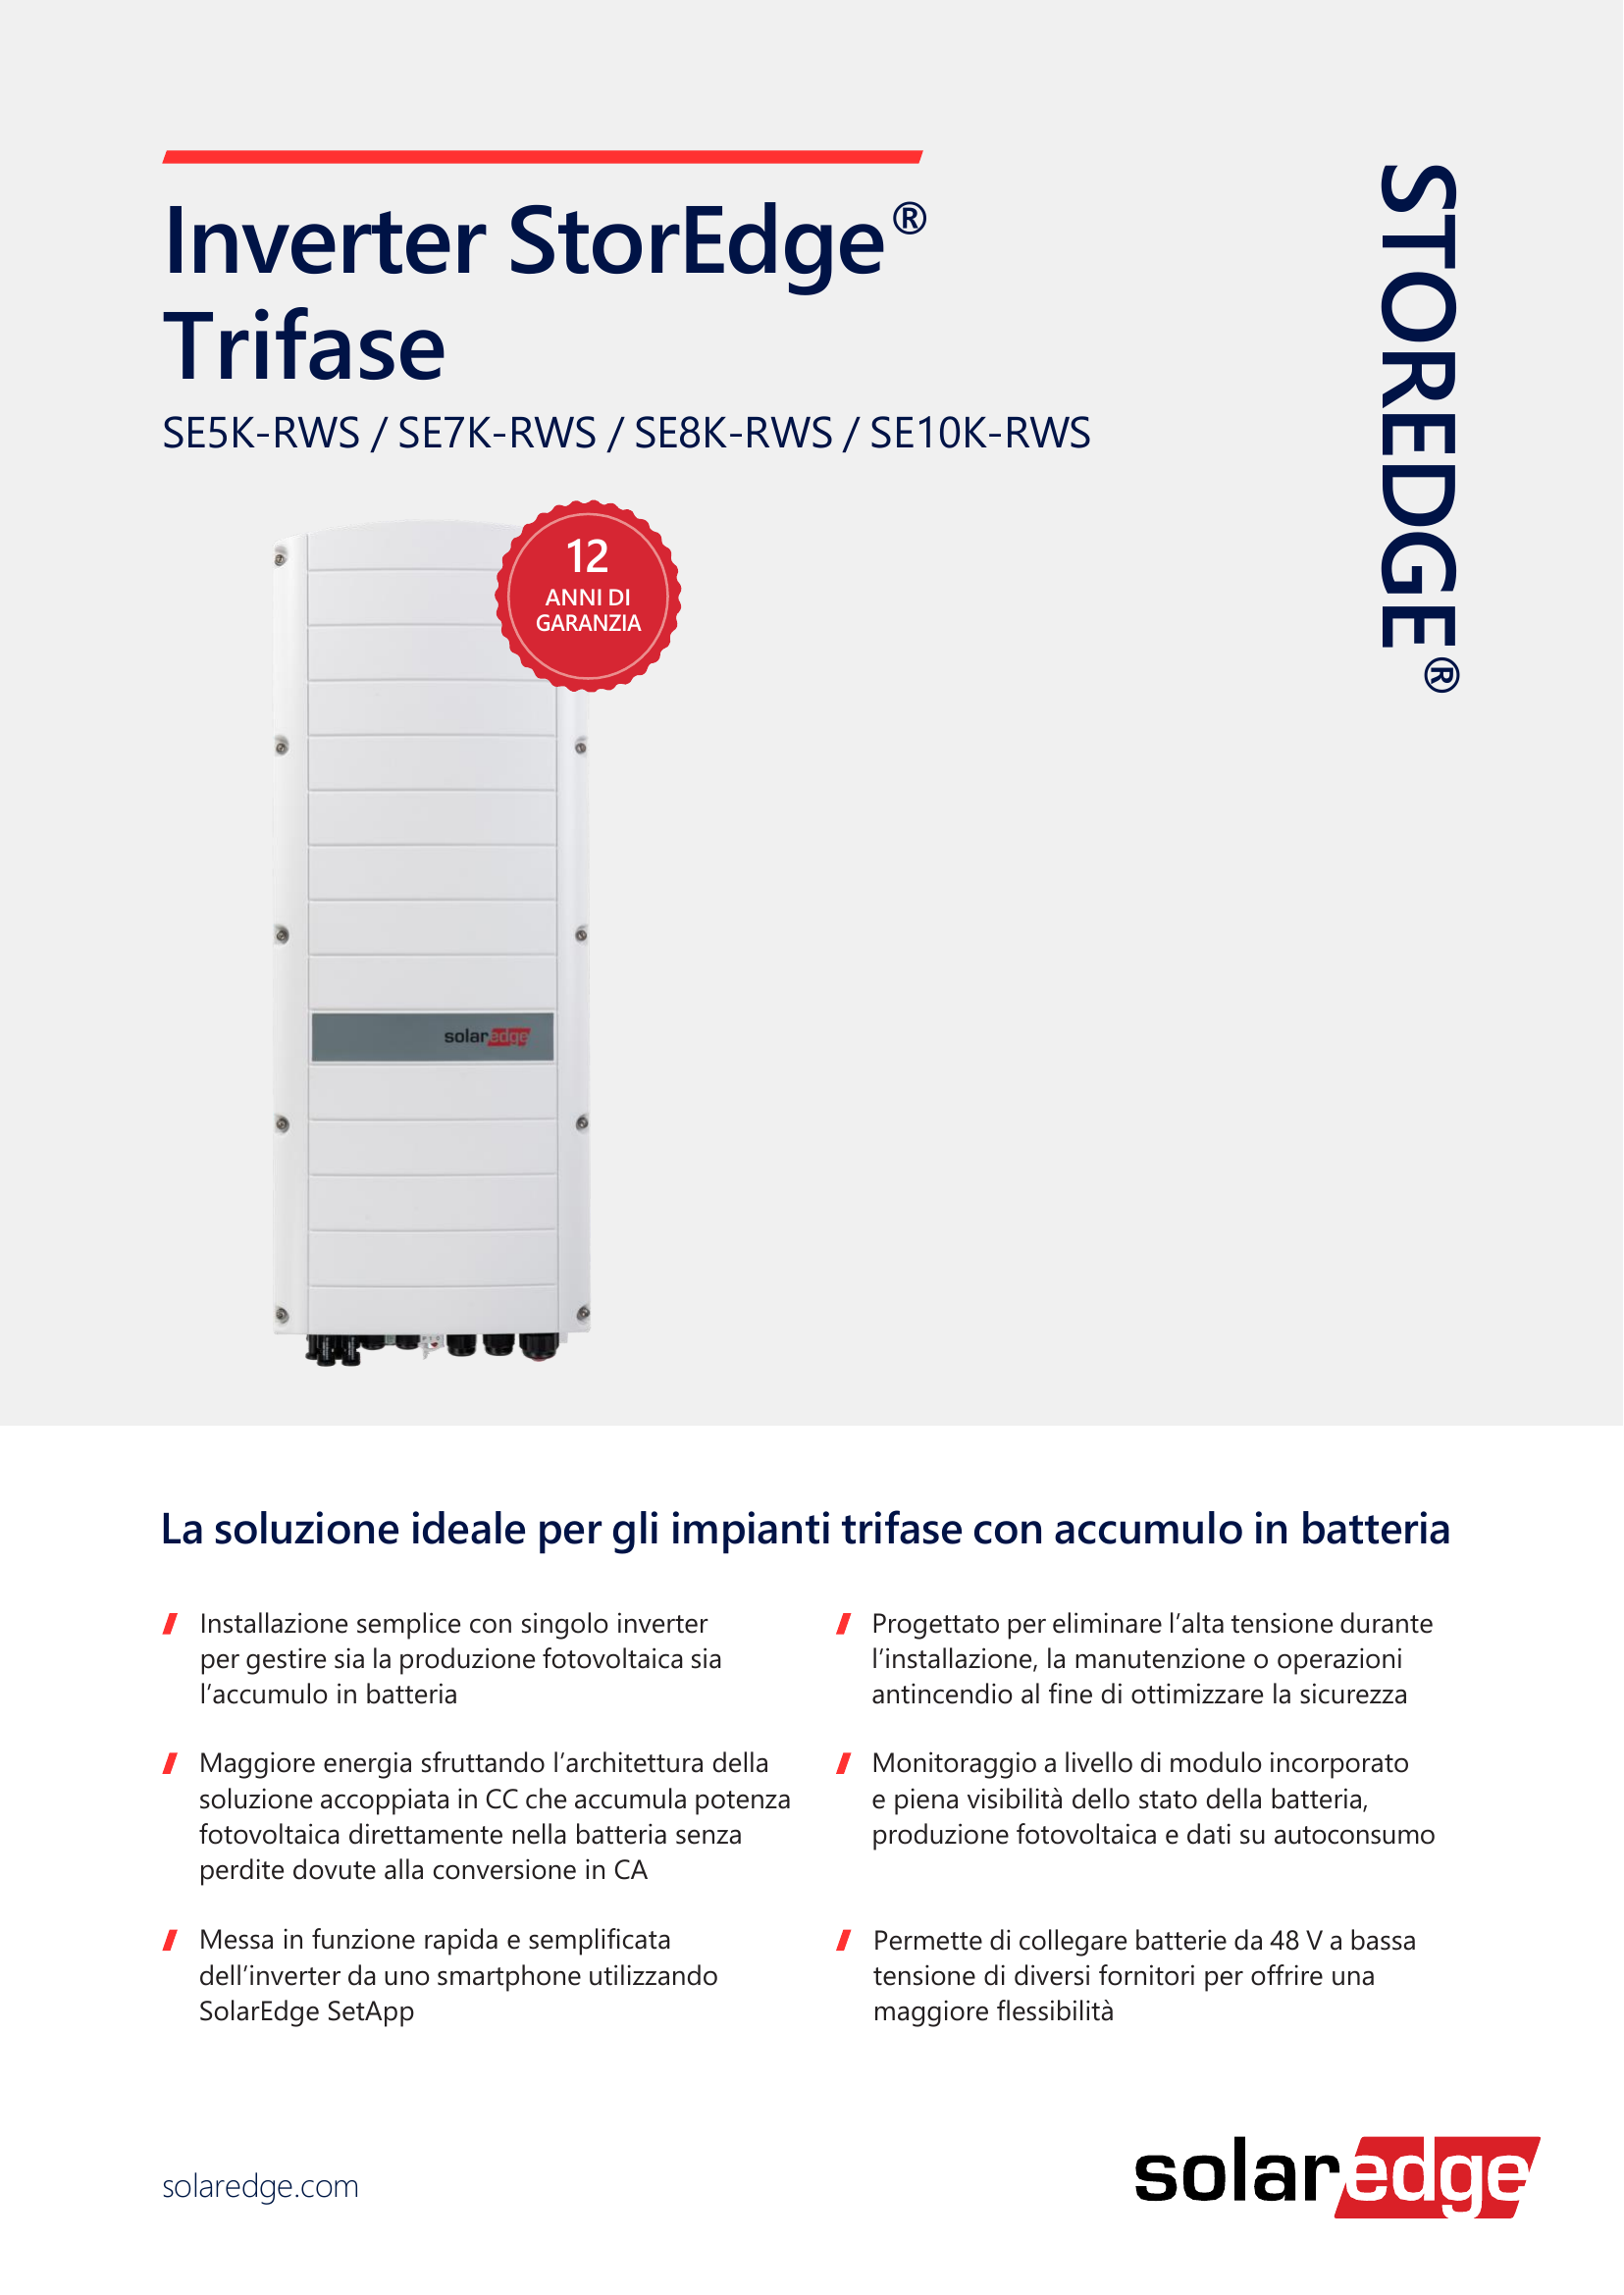 Inverter StorEdge®
Trifase
SE5K-RWS / SE7K-RWS / SE8K-RWS / SE10K-RWS
STOREDGE®
12
ANNI DI
GARANZIA
solaredge
La soluzione ideale per gli impianti trifase con accumulo in batteria
Installazione semplice con singolo inverter
per gestire sia la produzione fotovoltaica sia
l'accumulo in batteria
Maggiore energia sfruttando l'architettura della
soluzione accoppiata in CC che accumula potenza
fotovoltaica direttamente nella batteria senza
perdite dovute alla conversione in CA
Messa in funzione rapida e semplificata
dell'inverter da uno smartphone utilizzando
SolarEdge SetApp
Progettato per eliminare l'alta tensione durante
l'installazione, la manutenzione o operazioni
antincendio al fine di ottimizzare la sicurezza
Monitoraggio a livello di modulo incorporato
e piena visibilità dello stato della batteria,
produzione fotovoltaica e dati su autoconsumo
Permette di collegare batterie da 48 V a bassa
tensione di diversi fornitori per offrire una
maggiore flessibilità
solaredge.com
solaredge